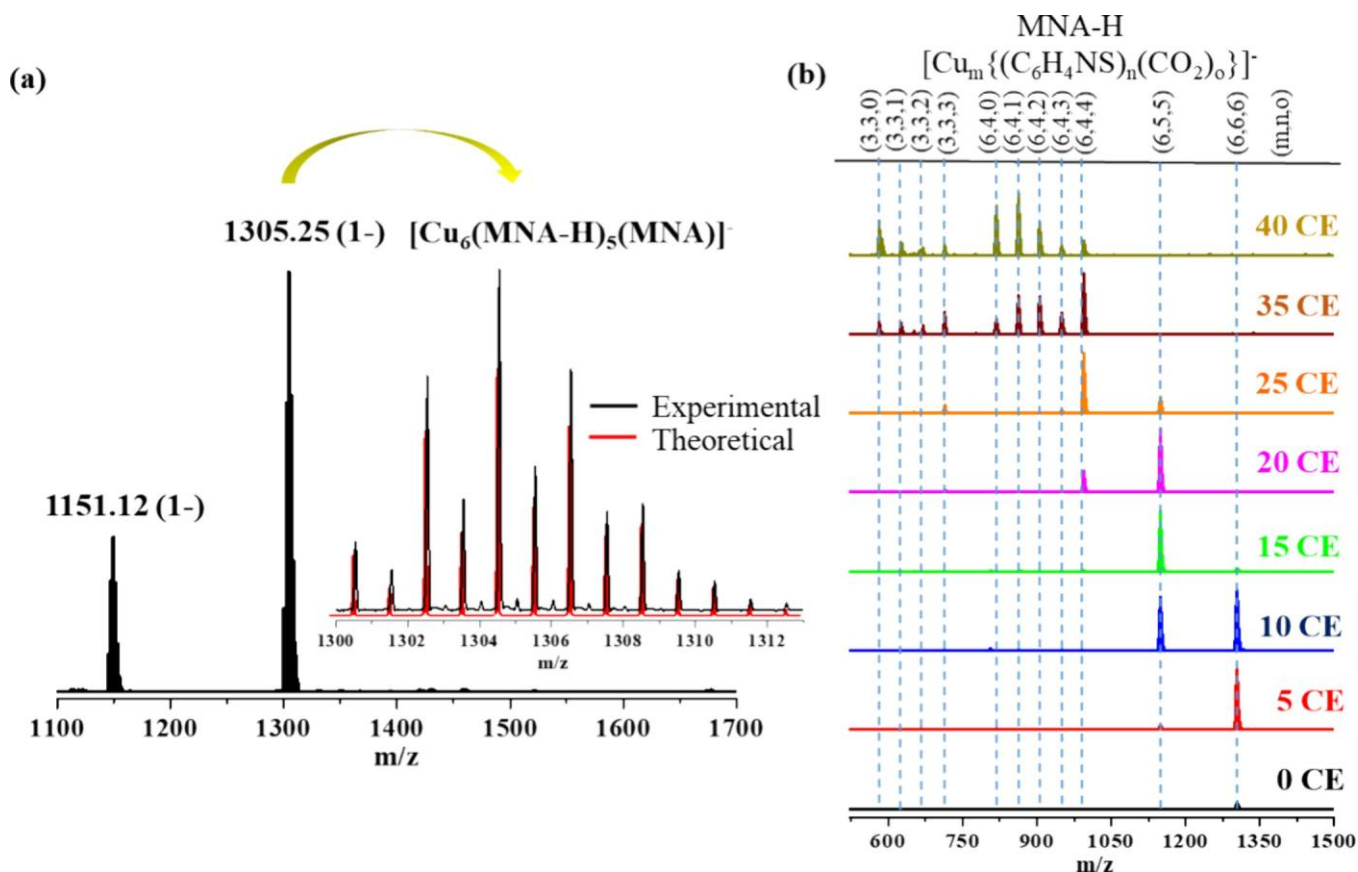 (a)
1305.25 (1-) [Cu₆(MNA-H)₅(MNA)]⁻
1151.12 (1-)
Experimental
Theoretical
1300 1302 1304 1306 1308 1310 1312
m/z
1100 1200 1300 1400 1500 1600 1700
m/z
(b)
MNA-H
[Cuₘ{(C₆H₄NS)ₙ(CO₂)ₒ}]⁻
(3,3,0) (3,3,1) (3,3,2) (3,3,3) (6,4,0) (6,4,1) (6,4,2) (6,4,3) (6,4,4) (6,5,5) (6,6,6) (m,n,o)
40 CE
35 CE
25 CE
20 CE
15 CE
10 CE
5 CE
0 CE
600 750 900 1050 1200 1350 1500
m/z